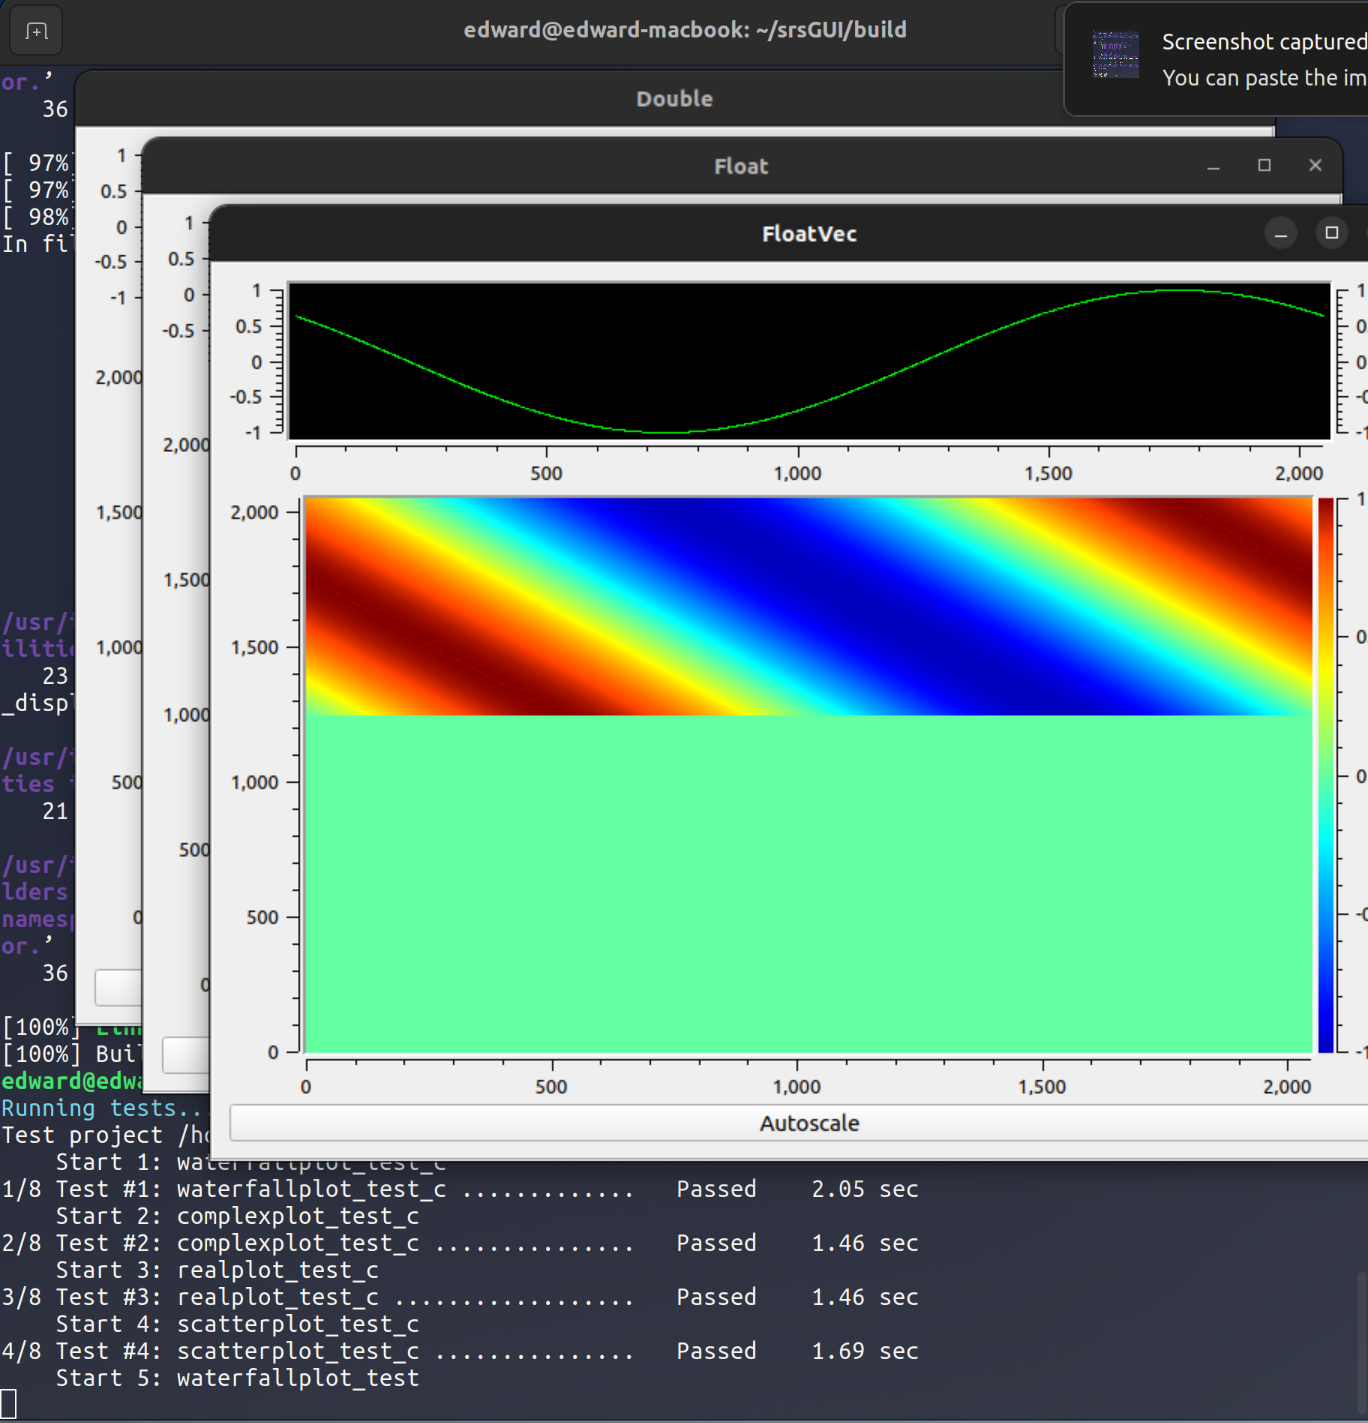 edward@edward-macbook: ~/srsGUI/build
Screenshot captured
You can paste the im
or.’
36
Double
[ 97%]
[ 97%]
[ 98%]
In fil
1
0.5
0
-0.5
-1
2,000
1,500
1,000
500
0
Float
1
0.5
0
-0.5
2,000
1,500
1,000
500
0
FloatVec
1
0.5
0
-0.5
-1
0 500 1,000 1,500 2,000
2,000
1,500
1,000
500
0
0 500 1,000 1,500 2,000
Autoscale
/usr/
ilitie
23
_displ
/usr/
ties
21
/usr/
lders
namesp
or.’
36
[100%]
[100%] Buil
edward@edwa
Running tests...
Test project /ho
Start 1: waterfallplot_test_c
1/8 Test #1: waterfallplot_test_c .............. Passed 2.05 sec
Start 2: complexplot_test_c
2/8 Test #2: complexplot_test_c ............... Passed 1.46 sec
Start 3: realplot_test_c
3/8 Test #3: realplot_test_c .................. Passed 1.46 sec
Start 4: scatterplot_test_c
4/8 Test #4: scatterplot_test_c ............... Passed 1.69 sec
Start 5: waterfallplot_test